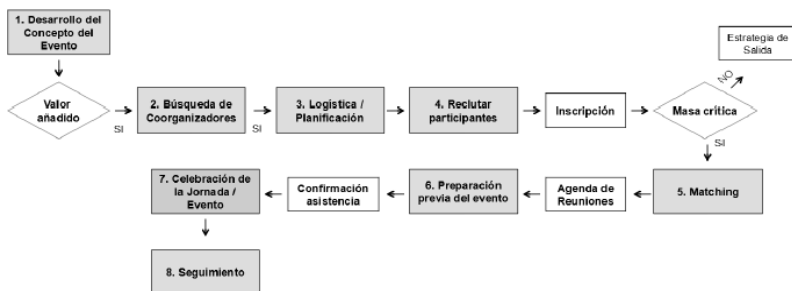 1. Desarrollo del
Concepto del
Evento
Estrategia de
Salida
NO
Valor
añadido
SI
2. Búsqueda de
Coorganizadores
SI
3. Logistica /
Planificación
4. Reclutar
participantes
Inscripción
Masa crítica
SI
7. Celebración de
la Jornada /
Evento
Confirmación
asistencia
6. Preparación
previa del evento
Agenda de
Reuniones
5. Matching
8. Seguimiento